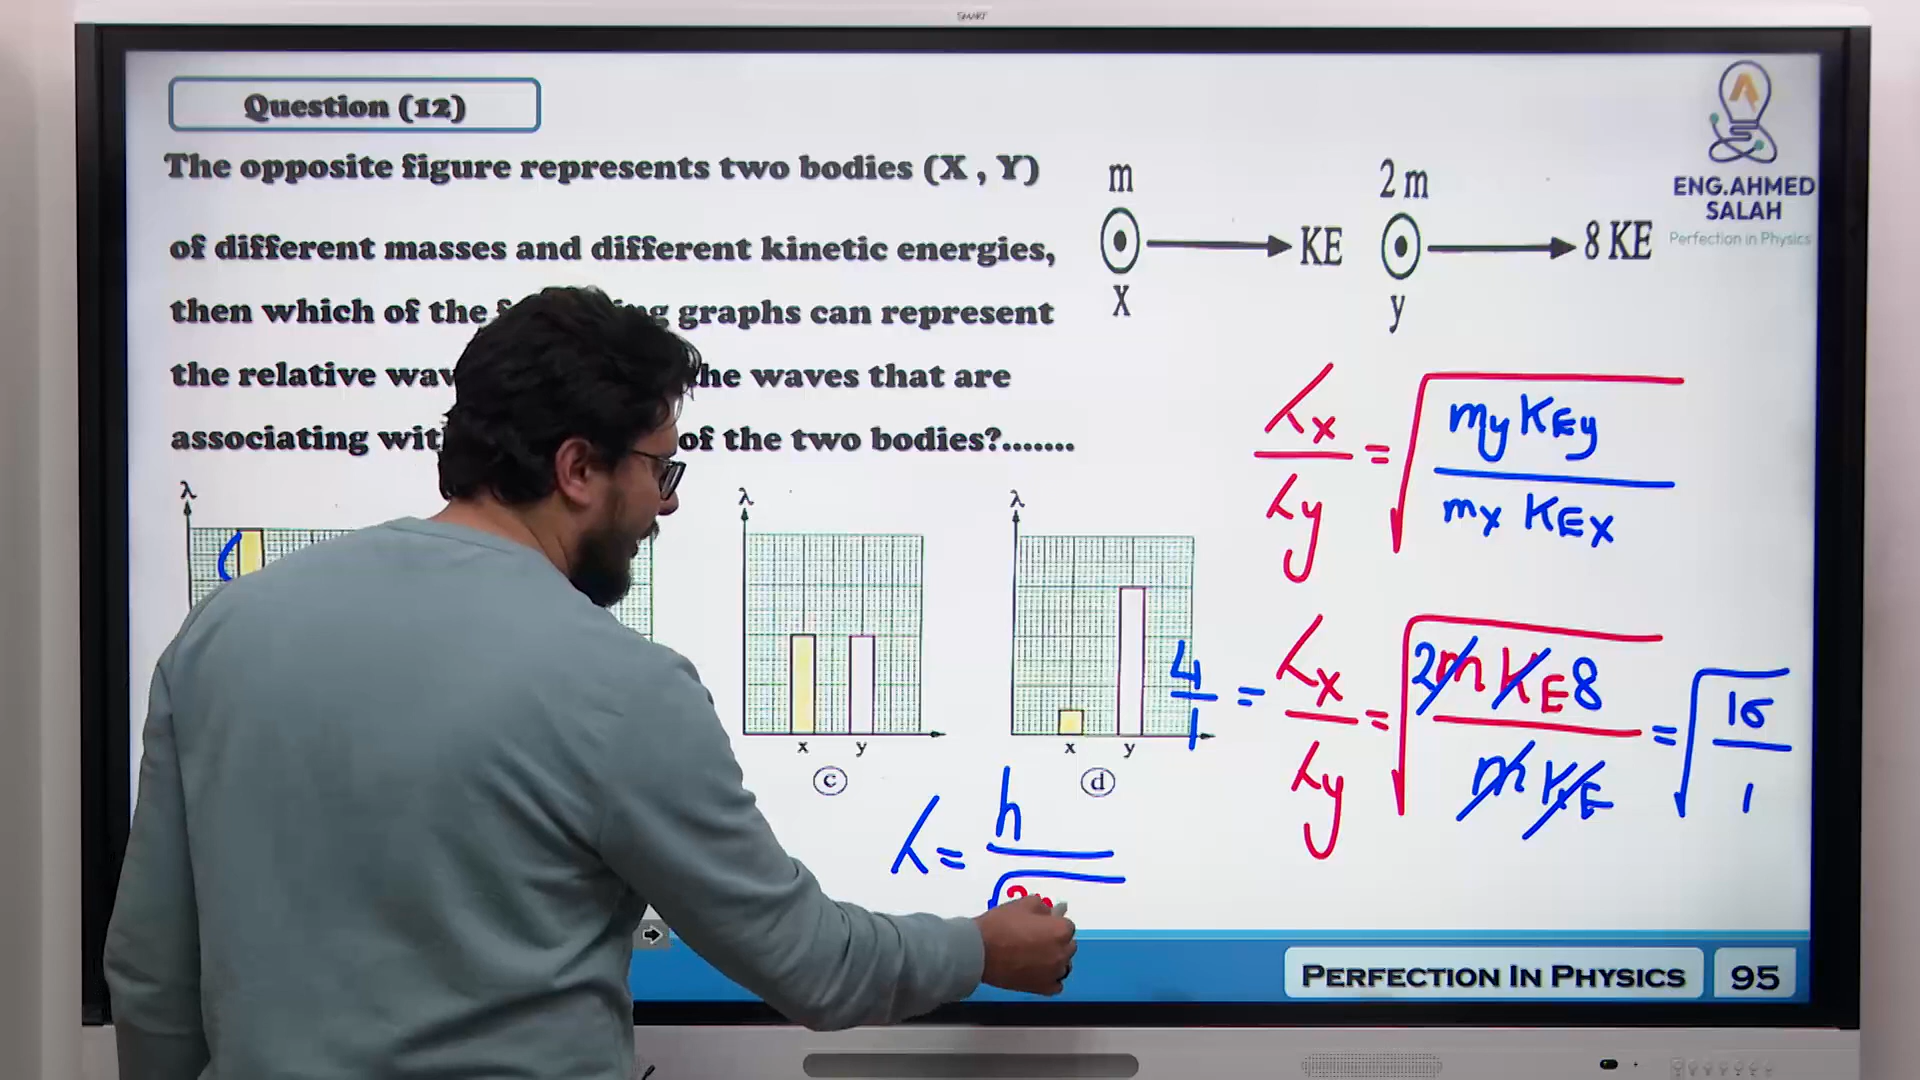 SMART
Question (12)
The opposite figure represents two bodies (X , Y)
of different masses and different kinetic energies,
then which of the graphs can represent
the relative the waves that are
associating of the two bodies?.......
m
X
KE
2 m
y
8 KE
ENG.AHMED
SALAH
Perfection in Physics
λx
λy
=
√
my KEy
mx KEx
4
1
=
λx
λy
=
√
2m KE 8
m KE
=
√
16
1
λ
λ
x y
c
λ
x y
d
λ = h
√
PERFECTION IN PHYSICS
95